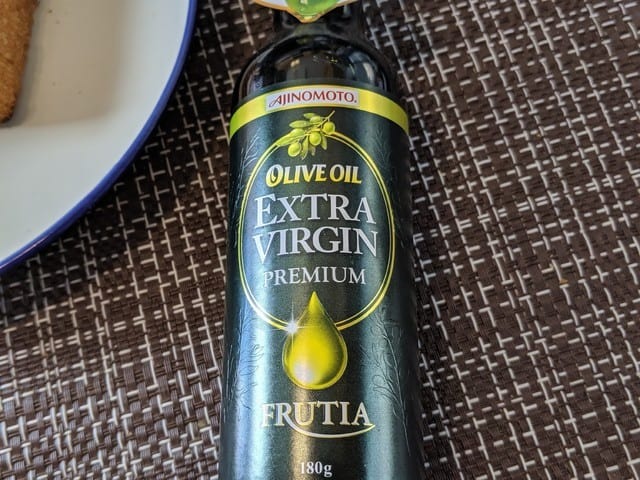 AJINOMOTO.
OLIVE OIL
EXTRA
VIRGIN
PREMIUM
FRUTIA
180g